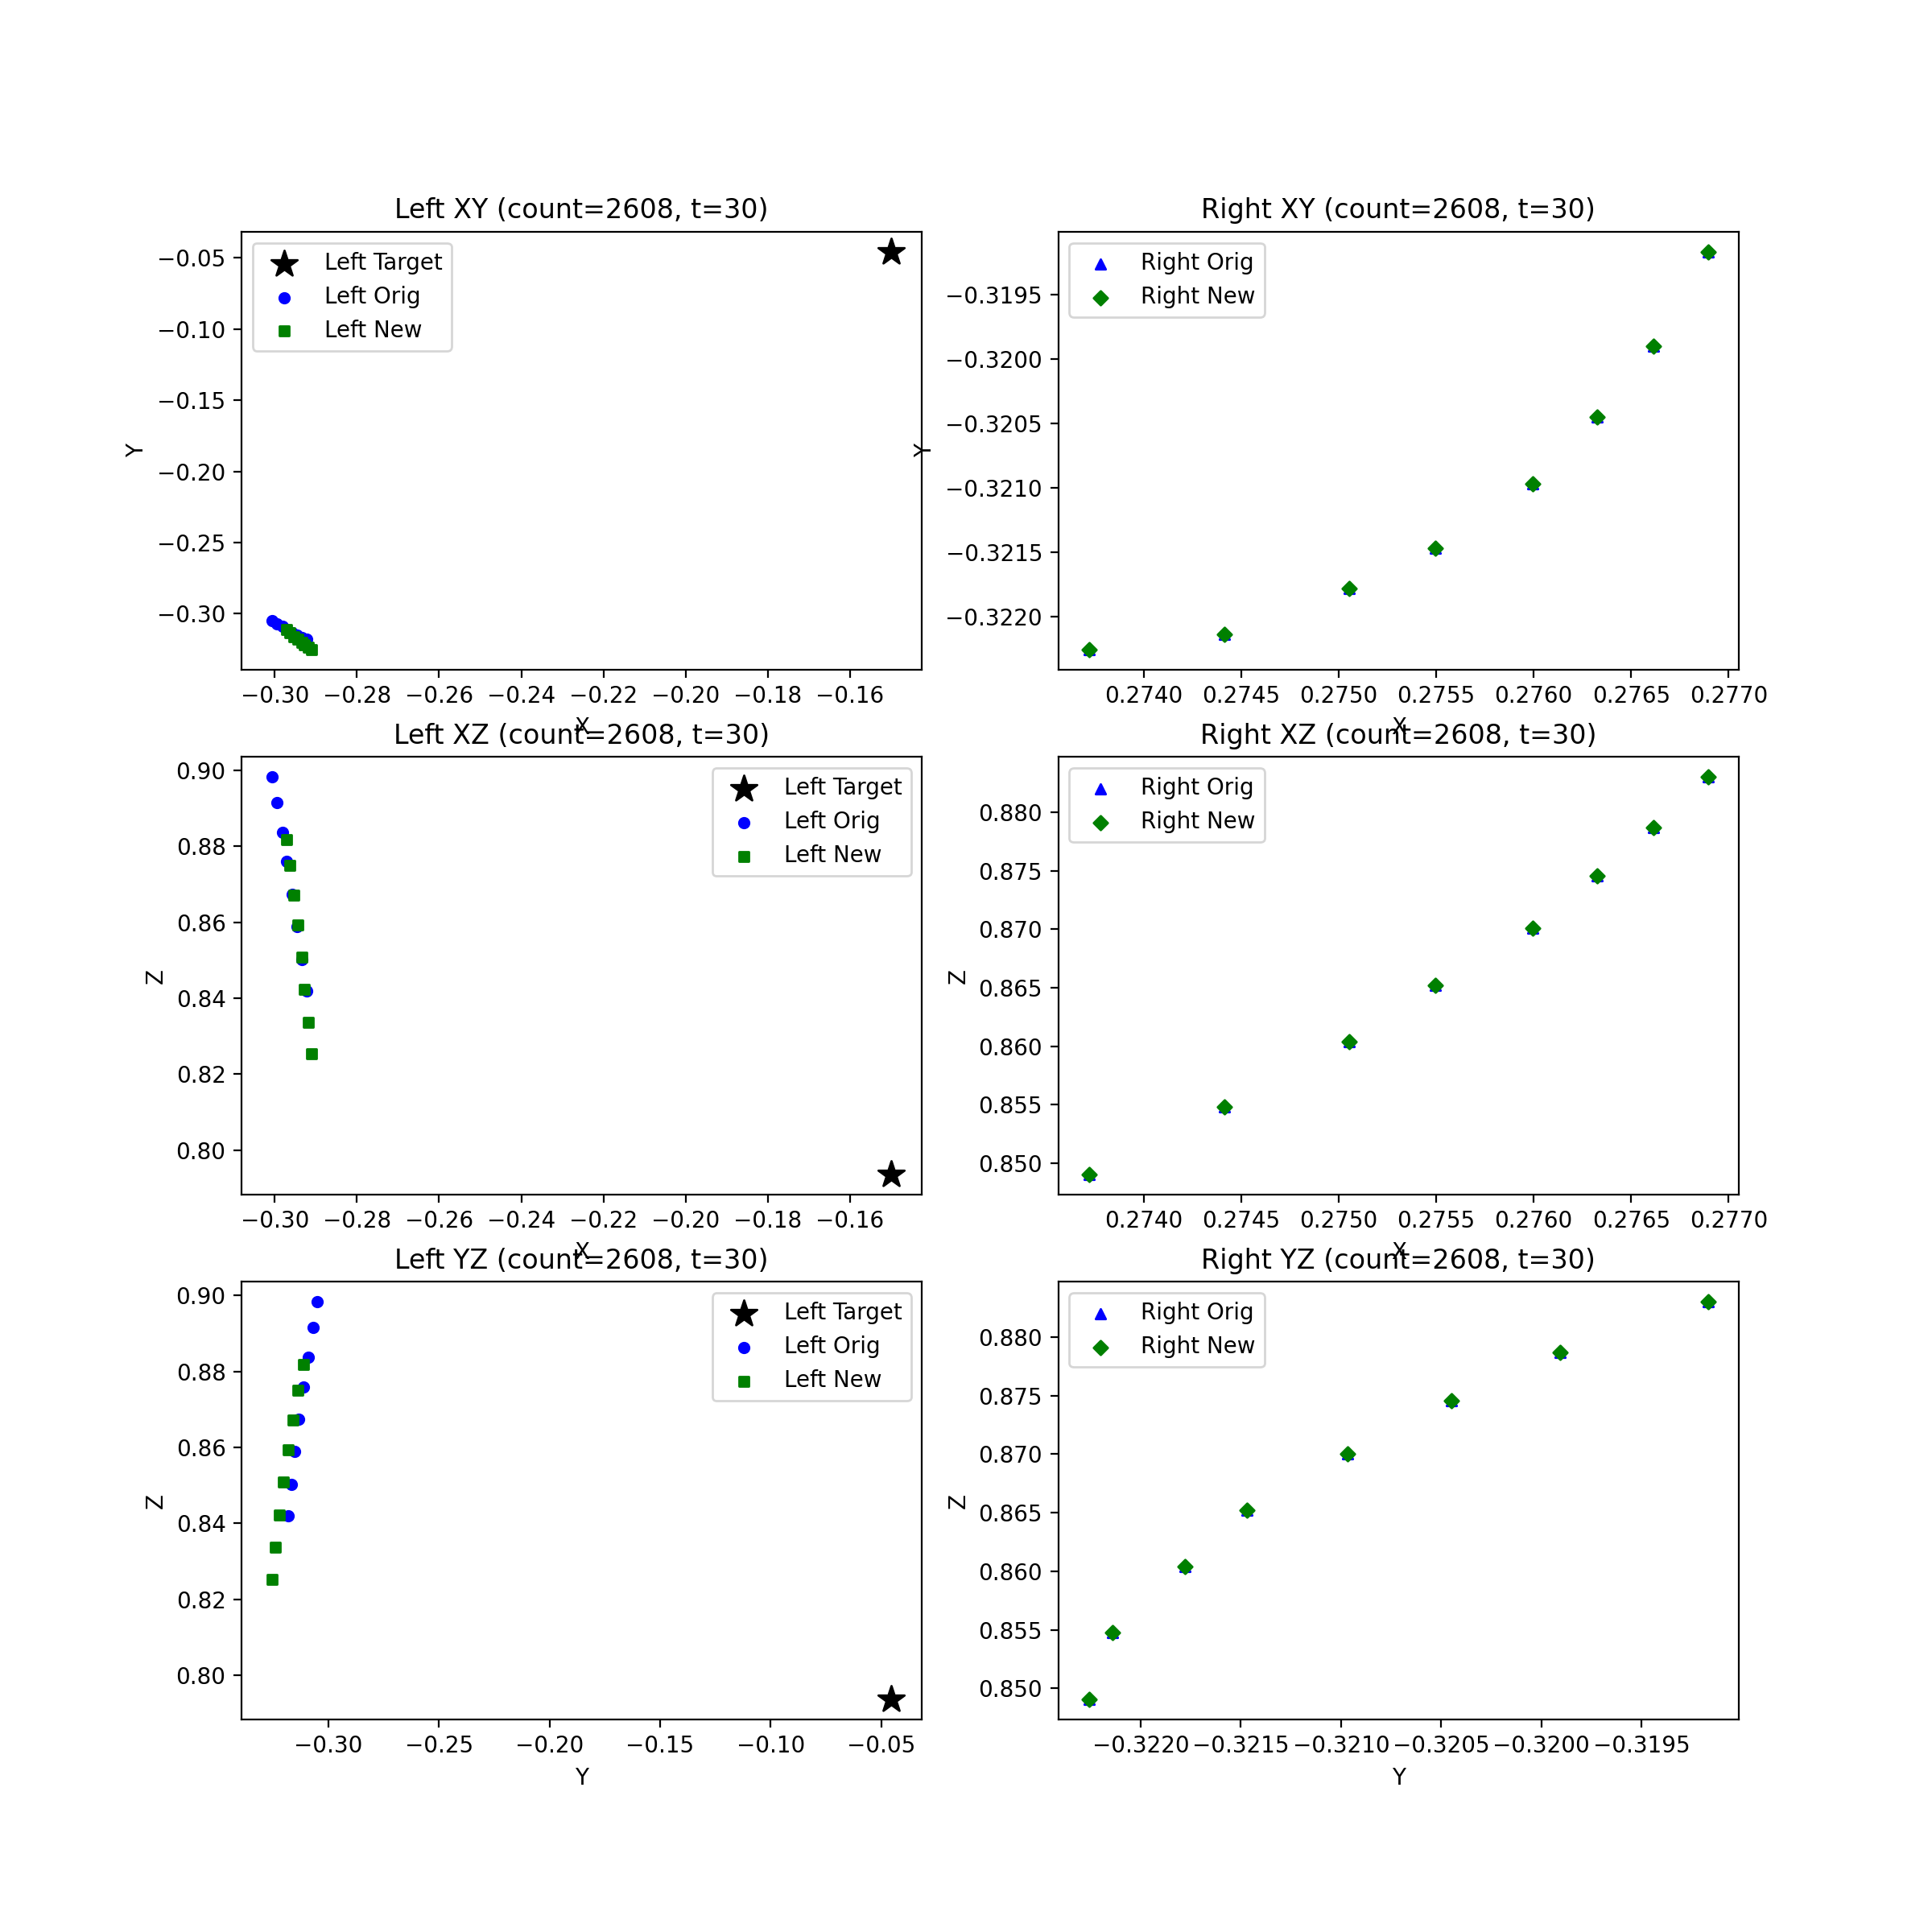 Left XY (count=2608, t=30)
Left Target
Left Orig
Left New
−0.05
−0.10
−0.15
−0.20
−0.25
−0.30
Y
−0.30 −0.28 −0.26 −0.24 −0.22 −0.20 −0.18 −0.16
X
Right XY (count=2608, t=30)
Right Orig
Right New
−0.3195
−0.3200
−0.3205
−0.3210
−0.3215
−0.3220
Y
0.2740 0.2745 0.2750 0.2755 0.2760 0.2765 0.2770
X
Left XZ (count=2608, t=30)
Left Target
Left Orig
Left New
0.90
0.88
0.86
0.84
0.82
0.80
Z
−0.30 −0.28 −0.26 −0.24 −0.22 −0.20 −0.18 −0.16
X
Right XZ (count=2608, t=30)
Right Orig
Right New
0.880
0.875
0.870
0.865
0.860
0.855
0.850
Z
0.2740 0.2745 0.2750 0.2755 0.2760 0.2765 0.2770
X
Left YZ (count=2608, t=30)
Left Target
Left Orig
Left New
0.90
0.88
0.86
0.84
0.82
0.80
Z
−0.30 −0.25 −0.20 −0.15 −0.10 −0.05
Y
Right YZ (count=2608, t=30)
Right Orig
Right New
0.880
0.875
0.870
0.865
0.860
0.855
0.850
Z
−0.3220 −0.3215 −0.3210 −0.3205 −0.3200 −0.3195
Y